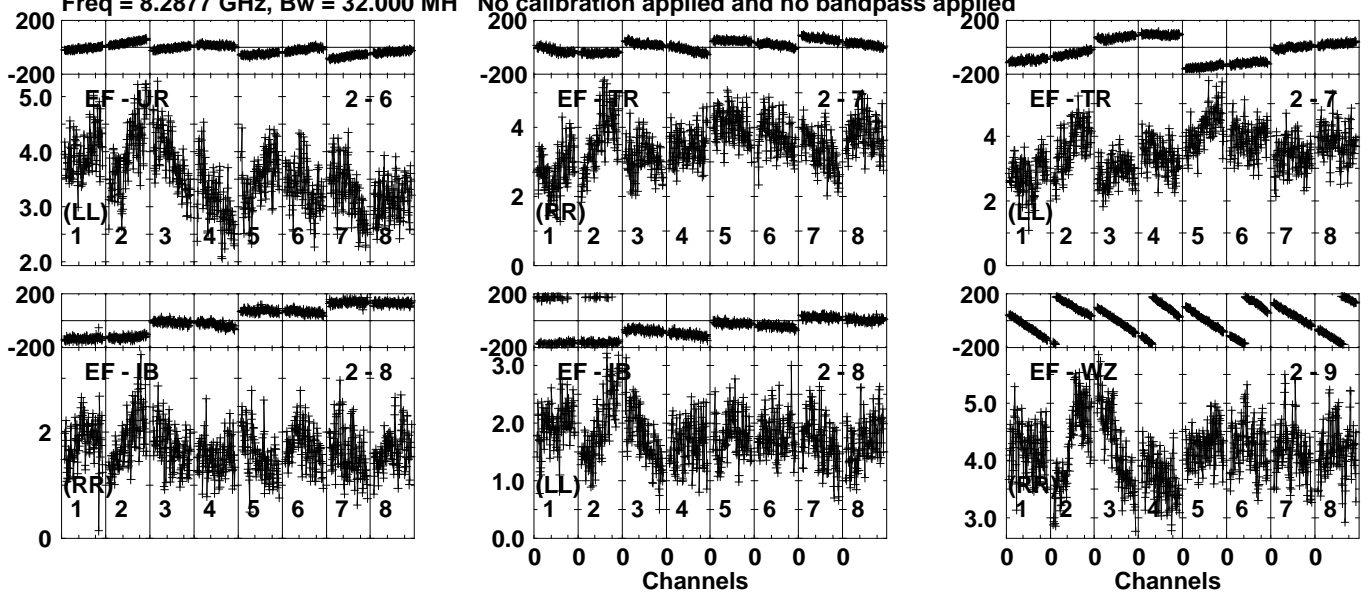 Freq = 8.2877 GHz, Bw = 32.000 MH No calibration applied and no bandpass applied
200
-200
EF - UR 2 - 6
5.0
4.0
3.0
2.0
(LL)
1 2 3 4 5 6 7 8
EF - TR 2 - 7
4
2
0
(RR)
1 2 3 4 5 6 7 8
200
-200
EF - TR 2 - 7
4
2
0
(LL)
1 2 3 4 5 6 7 8
200
-200
EF - IB 2 - 8
2
0
(RR)
1 2 3 4 5 6 7 8
200
-200
EF - IB 2 - 8
3.0
2.0
1.0
0.0
(LL)
1 2 3 4 5 6 7 8
0 0 0 0 0 0 0 0
Channels
200
-200
EF - WZ 2 - 9
5.0
4.0
3.0
(RR)
1 2 3 4 5 6 7 8
0 0 0 0 0 0 0 0
Channels
200
-200